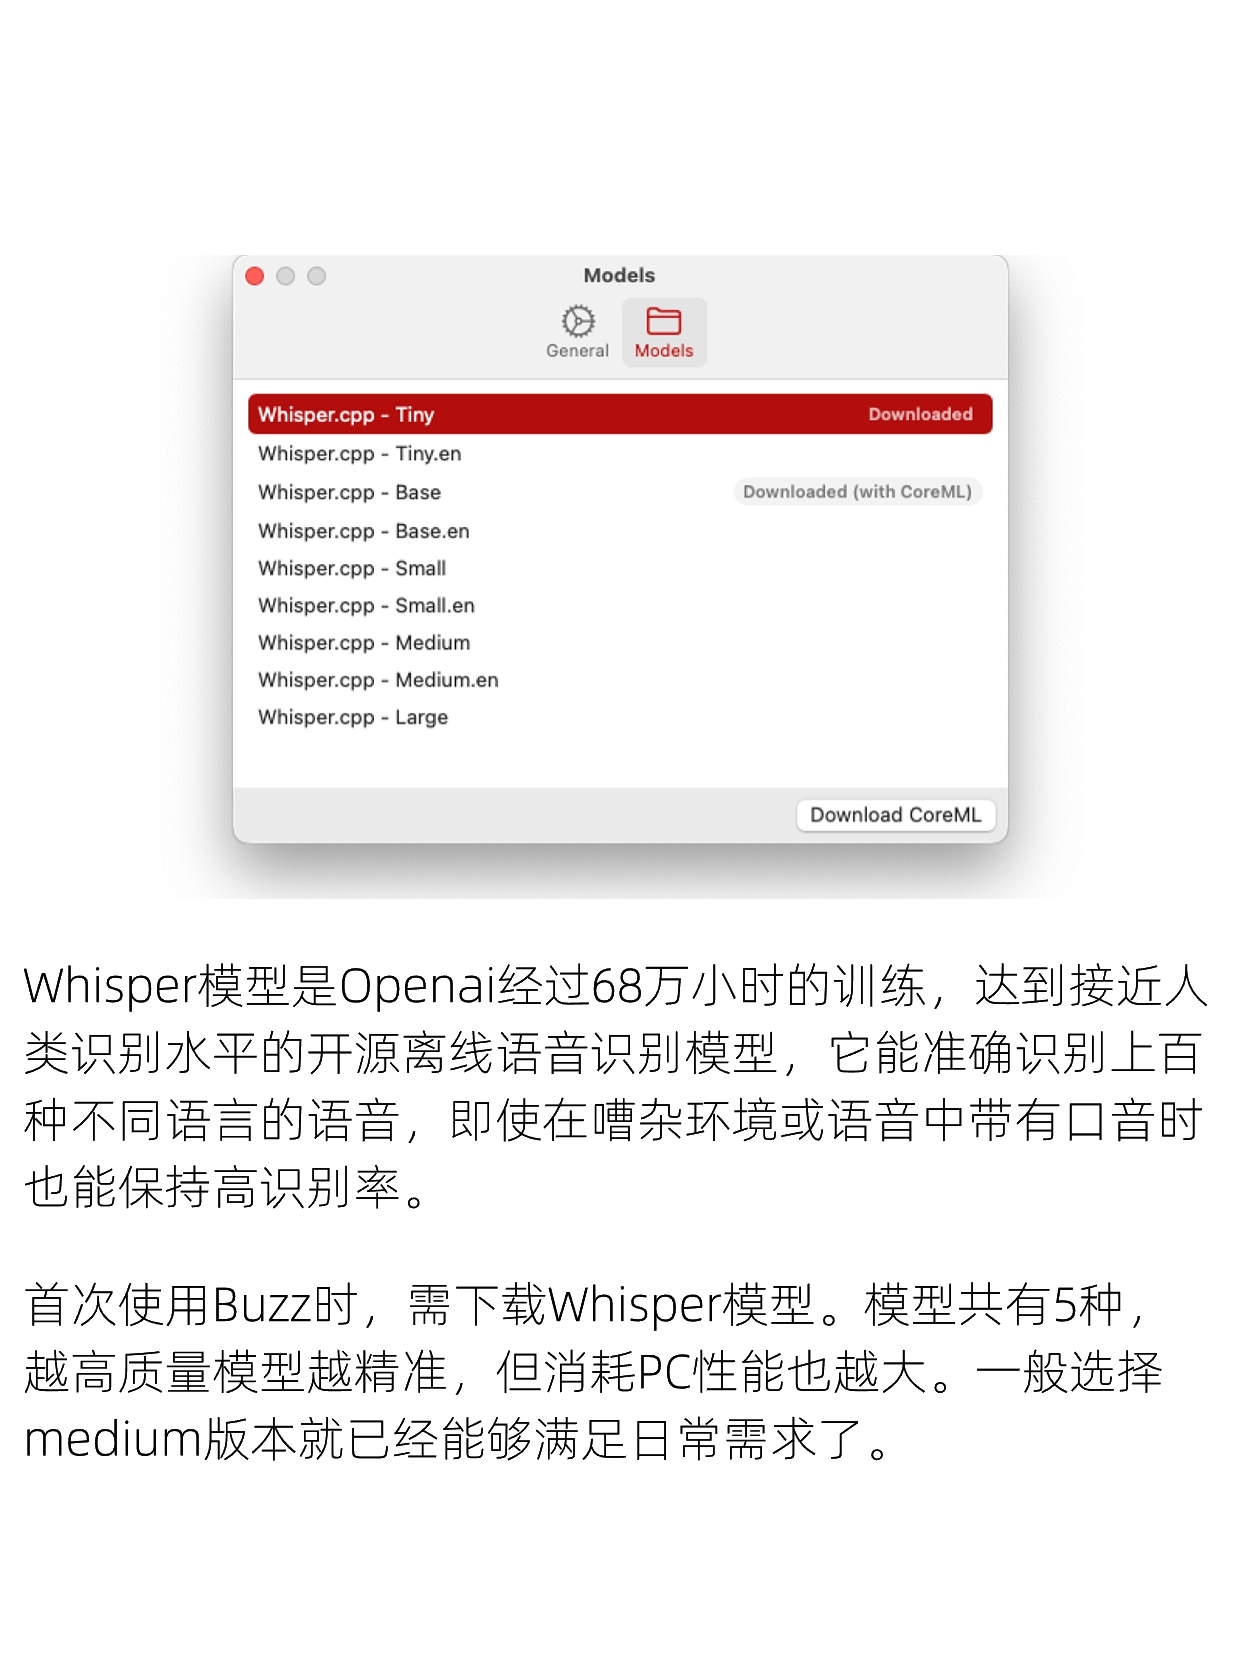 Models
General Models
Whisper.cpp - Tiny Downloaded
Whisper.cpp - Tiny.en
Whisper.cpp - Base Downloaded (with CoreML)
Whisper.cpp - Base.en
Whisper.cpp - Small
Whisper.cpp - Small.en
Whisper.cpp - Medium
Whisper.cpp - Medium.en
Whisper.cpp - Large
Download CoreML
Whisper模型是Openai经过68万小时的训练，达到接近人
类识别水平的开源离线语音识别模型，它能准确识别上百
种不同语言的语音，即使在嘈杂环境或语音中带有口音时
也能保持高识别率。
首次使用Buzz时，需下载Whisper模型。模型共有5种，
越高质量模型越精准，但消耗PC性能也越大。一般选择
medium版本就已经能够满足日常需求了。